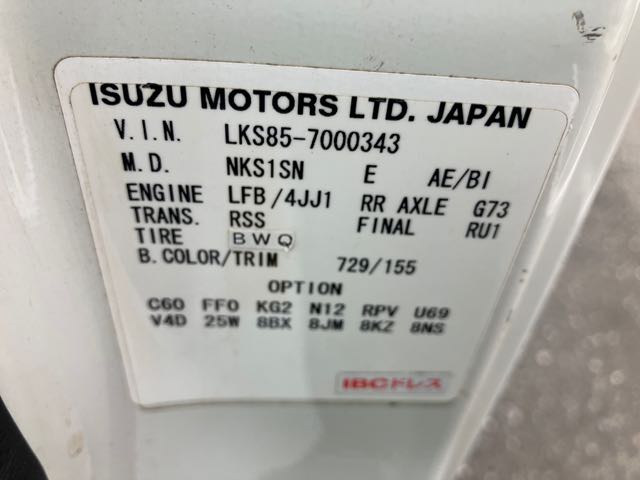 ISUZU MOTORS LTD. JAPAN
V.I.N. LKS85-7000343
M.D. NKS1SN E AE/BI
ENGINE LFB/4JJ1 RR AXLE G73
TRANS. RSS FINAL RU1
TIRE BWQ
B.COLOR/TRIM 729/155
OPTION
C60 FF0 KG2 N12 RPV U69
V4D 25W 8BX 8JM 8KZ 8NS
IBCドレス